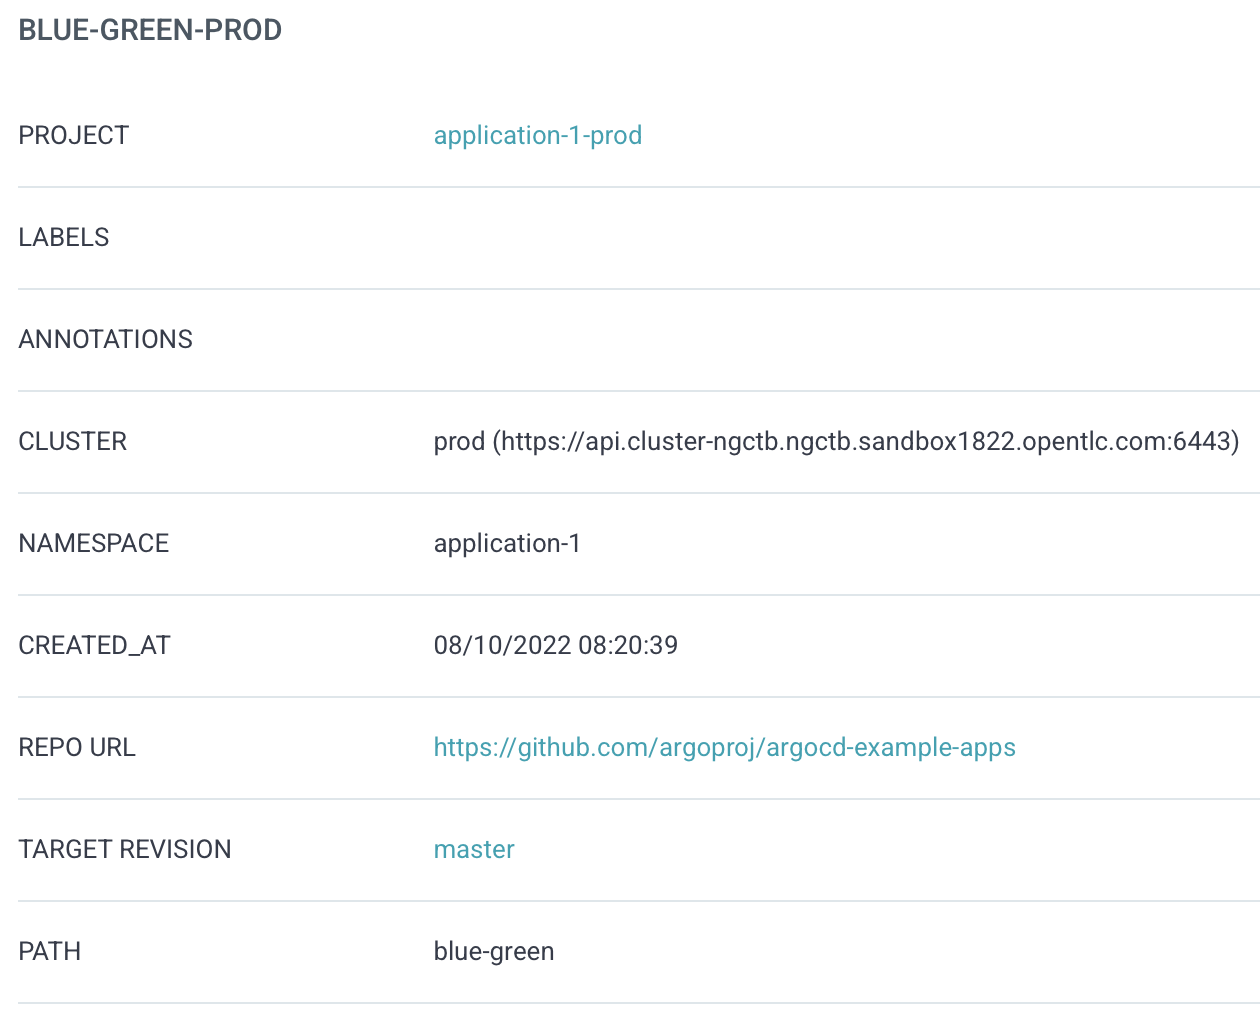 BLUE-GREEN-PROD
PROJECT application-1-prod
LABELS
ANNOTATIONS
CLUSTER prod (https://api.cluster-ngctb.ngctb.sandbox1822.opentlc.com:6443)
NAMESPACE application-1
CREATED_AT 08/10/2022 08:20:39
REPO URL https://github.com/argoproj/argocd-example-apps
TARGET REVISION master
PATH blue-green